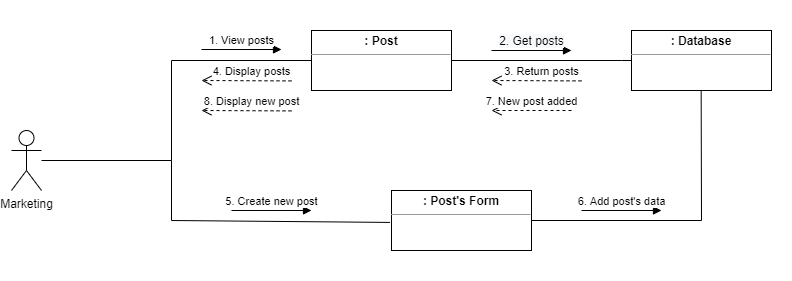 1. View posts
: Post
2. Get posts
: Database
4. Display posts
3. Return posts
8. Display new post
7. New post added
Marketing
5. Create new post
: Post's Form
6. Add post's data